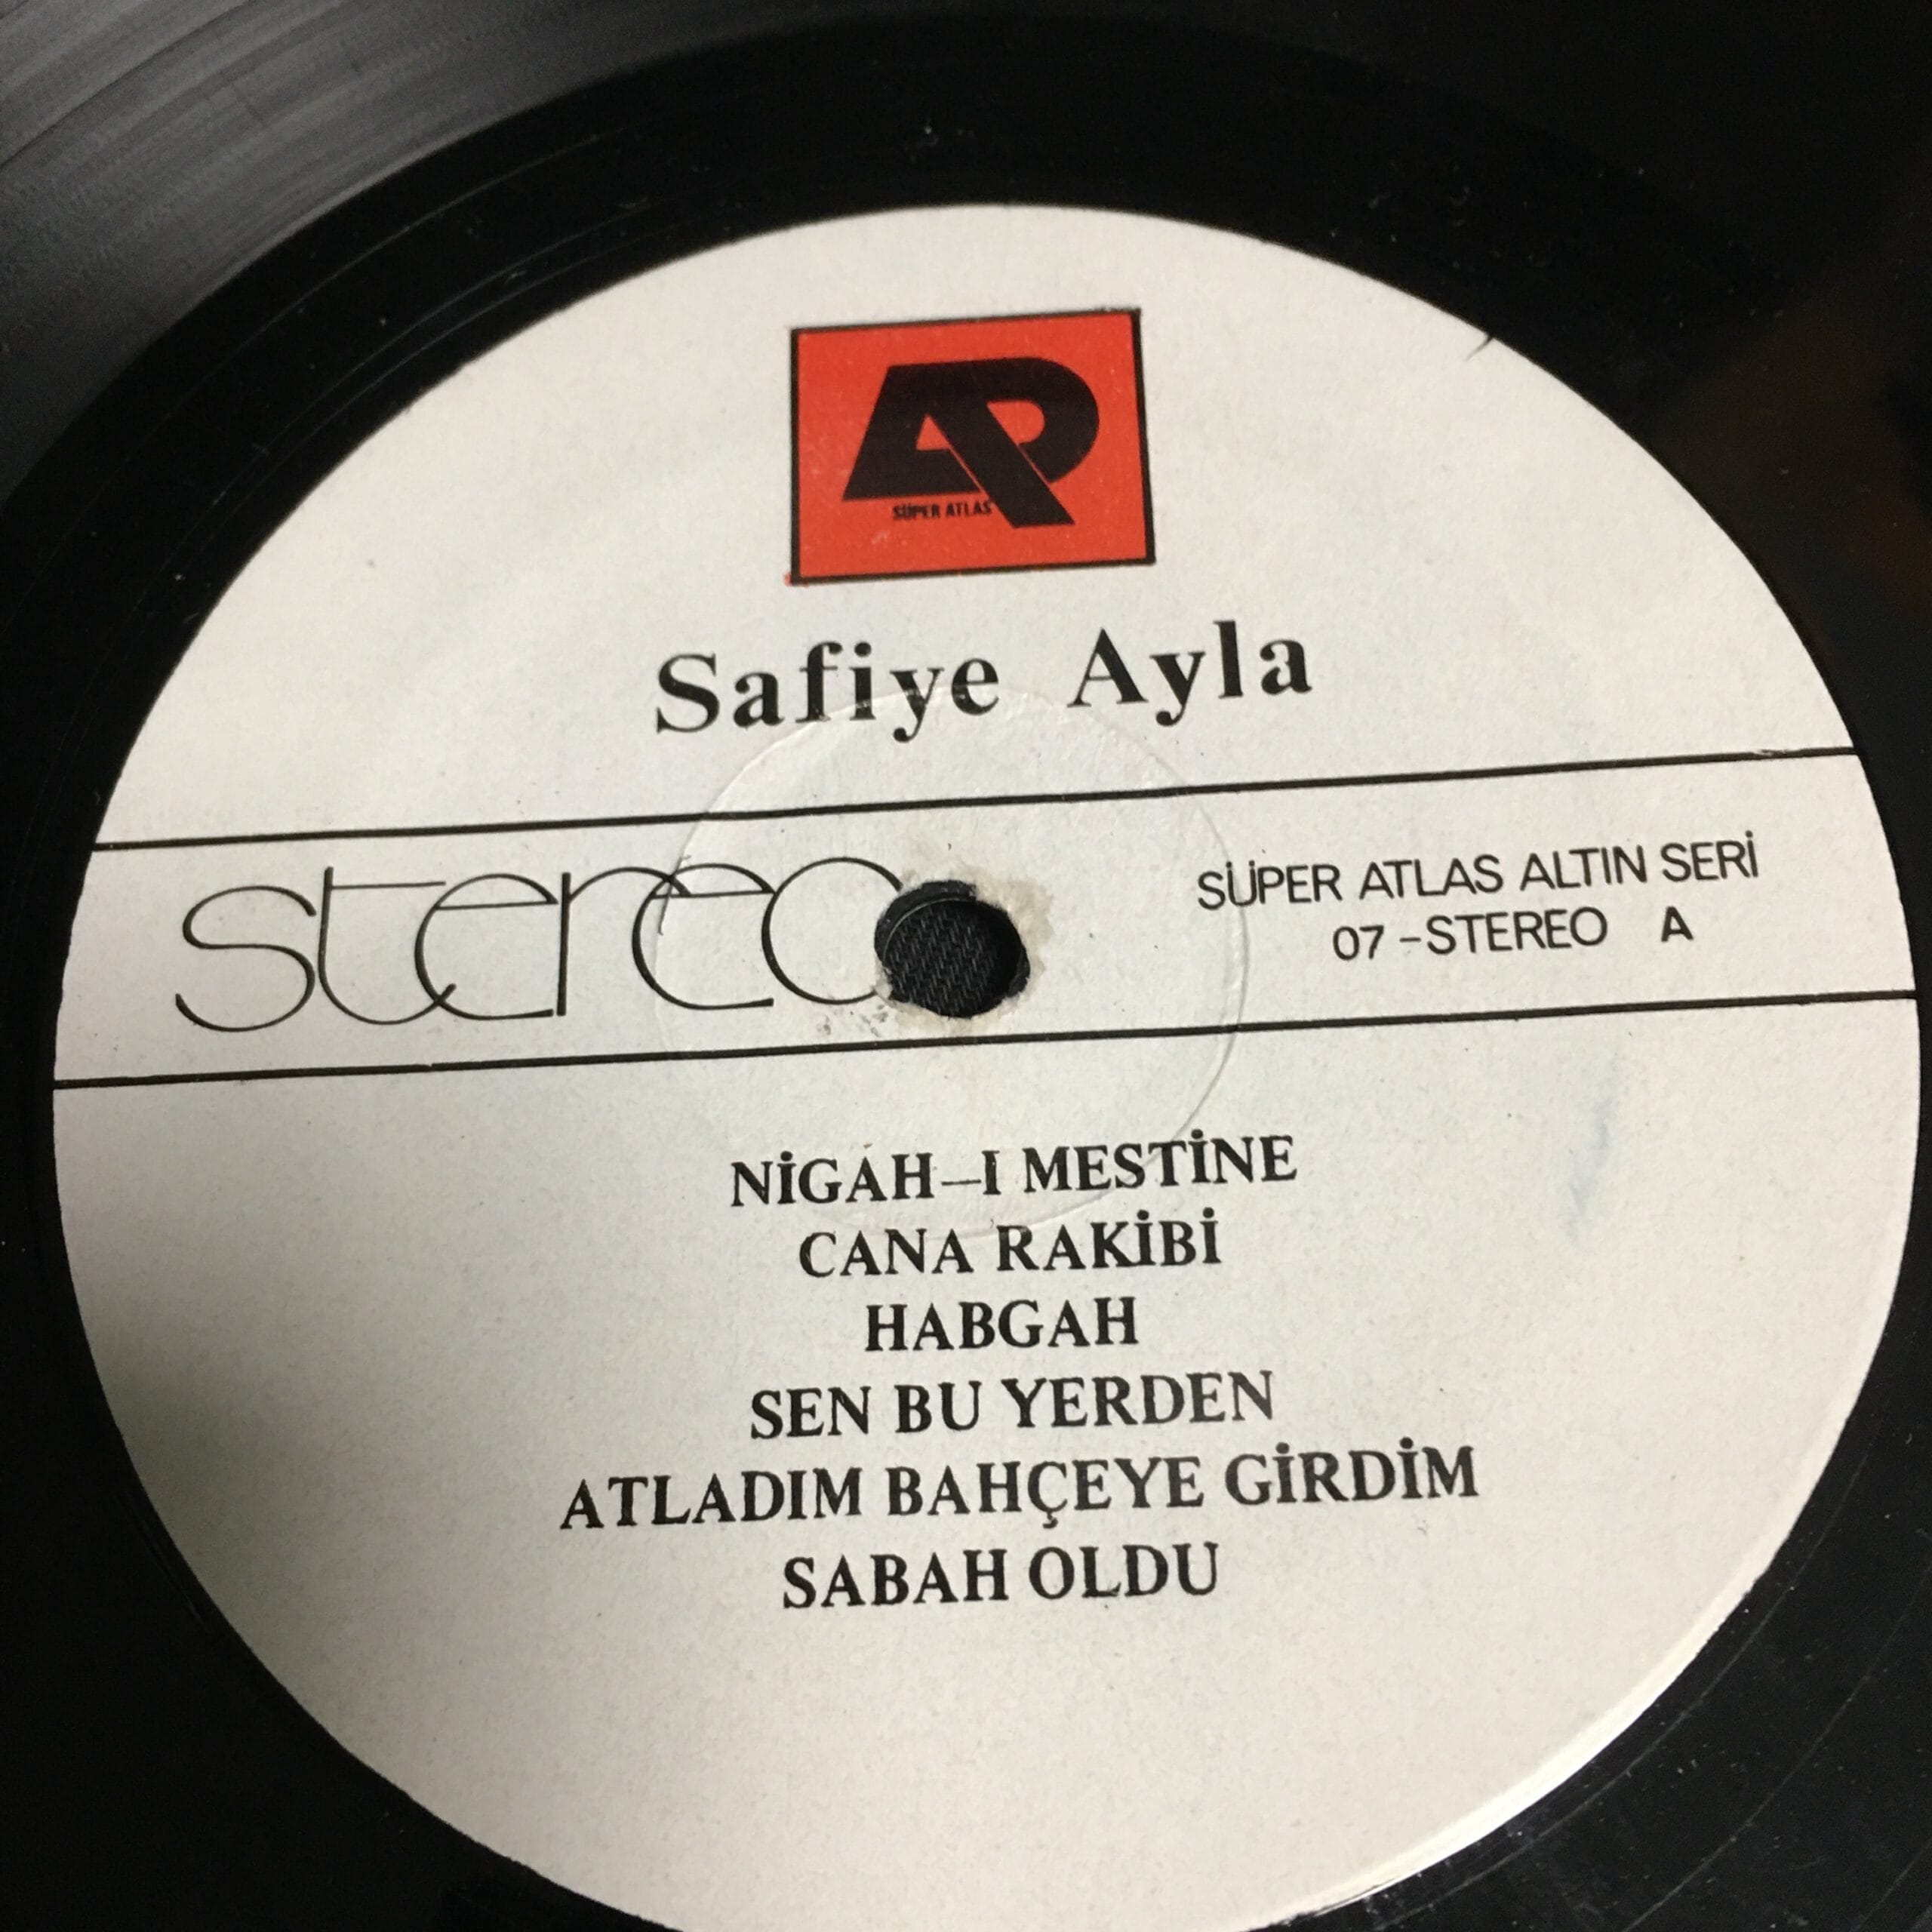 SÜPER ATLAS
Safiye Ayla
stereo
SÜPER ATLAS ALTIN SERİ
07 -STEREO A
NİGÂH-I MESTİNE
CANA RAKİBİ
HABGAH
SEN BU YERDEN
ATLADIM BAHÇEYE GİRDİM
SABAH OLDU